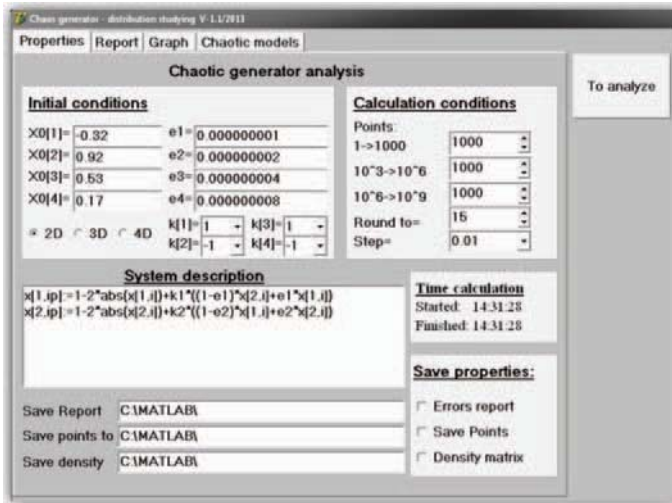 Chaos generator - distribution studying V- 1.1/2013
Properties Report Graph Chaotic models
Chaotic generator analysis
To analyze
Initial conditions
X0[1]= -0.32 e1= 0.000000001
X0[2]= 0.92 e2= 0.000000002
X0[3]= 0.53 e3= 0.000000004
X0[4]= 0.17 e4= 0.000000008
2D 3D 4D k[1]= 1 k[3]= 1
k[2]= -1 k[4]= -1
Calculation conditions
Points:
1->1000 1000
10^3->10^6 1000
10^6->10^9 1000
Round to= 15
Step= 0.01
System description
x[1,ip]:=1-2*abs(x[1,i])+k1*((1-e1)*x[2,i]+e1*x[1,i])
x[2,ip]:=1-2*abs(x[2,i])+k2*((1-e2)*x[1,i]+e2*x[2,i])
Time calculation
Started: 14:31:28
Finished: 14:31:28
Save properties:
Errors report
Save Points
Density matrix
Save Report C:\MATLAB\
Save points to C:\MATLAB\
Save density C:\MATLAB\